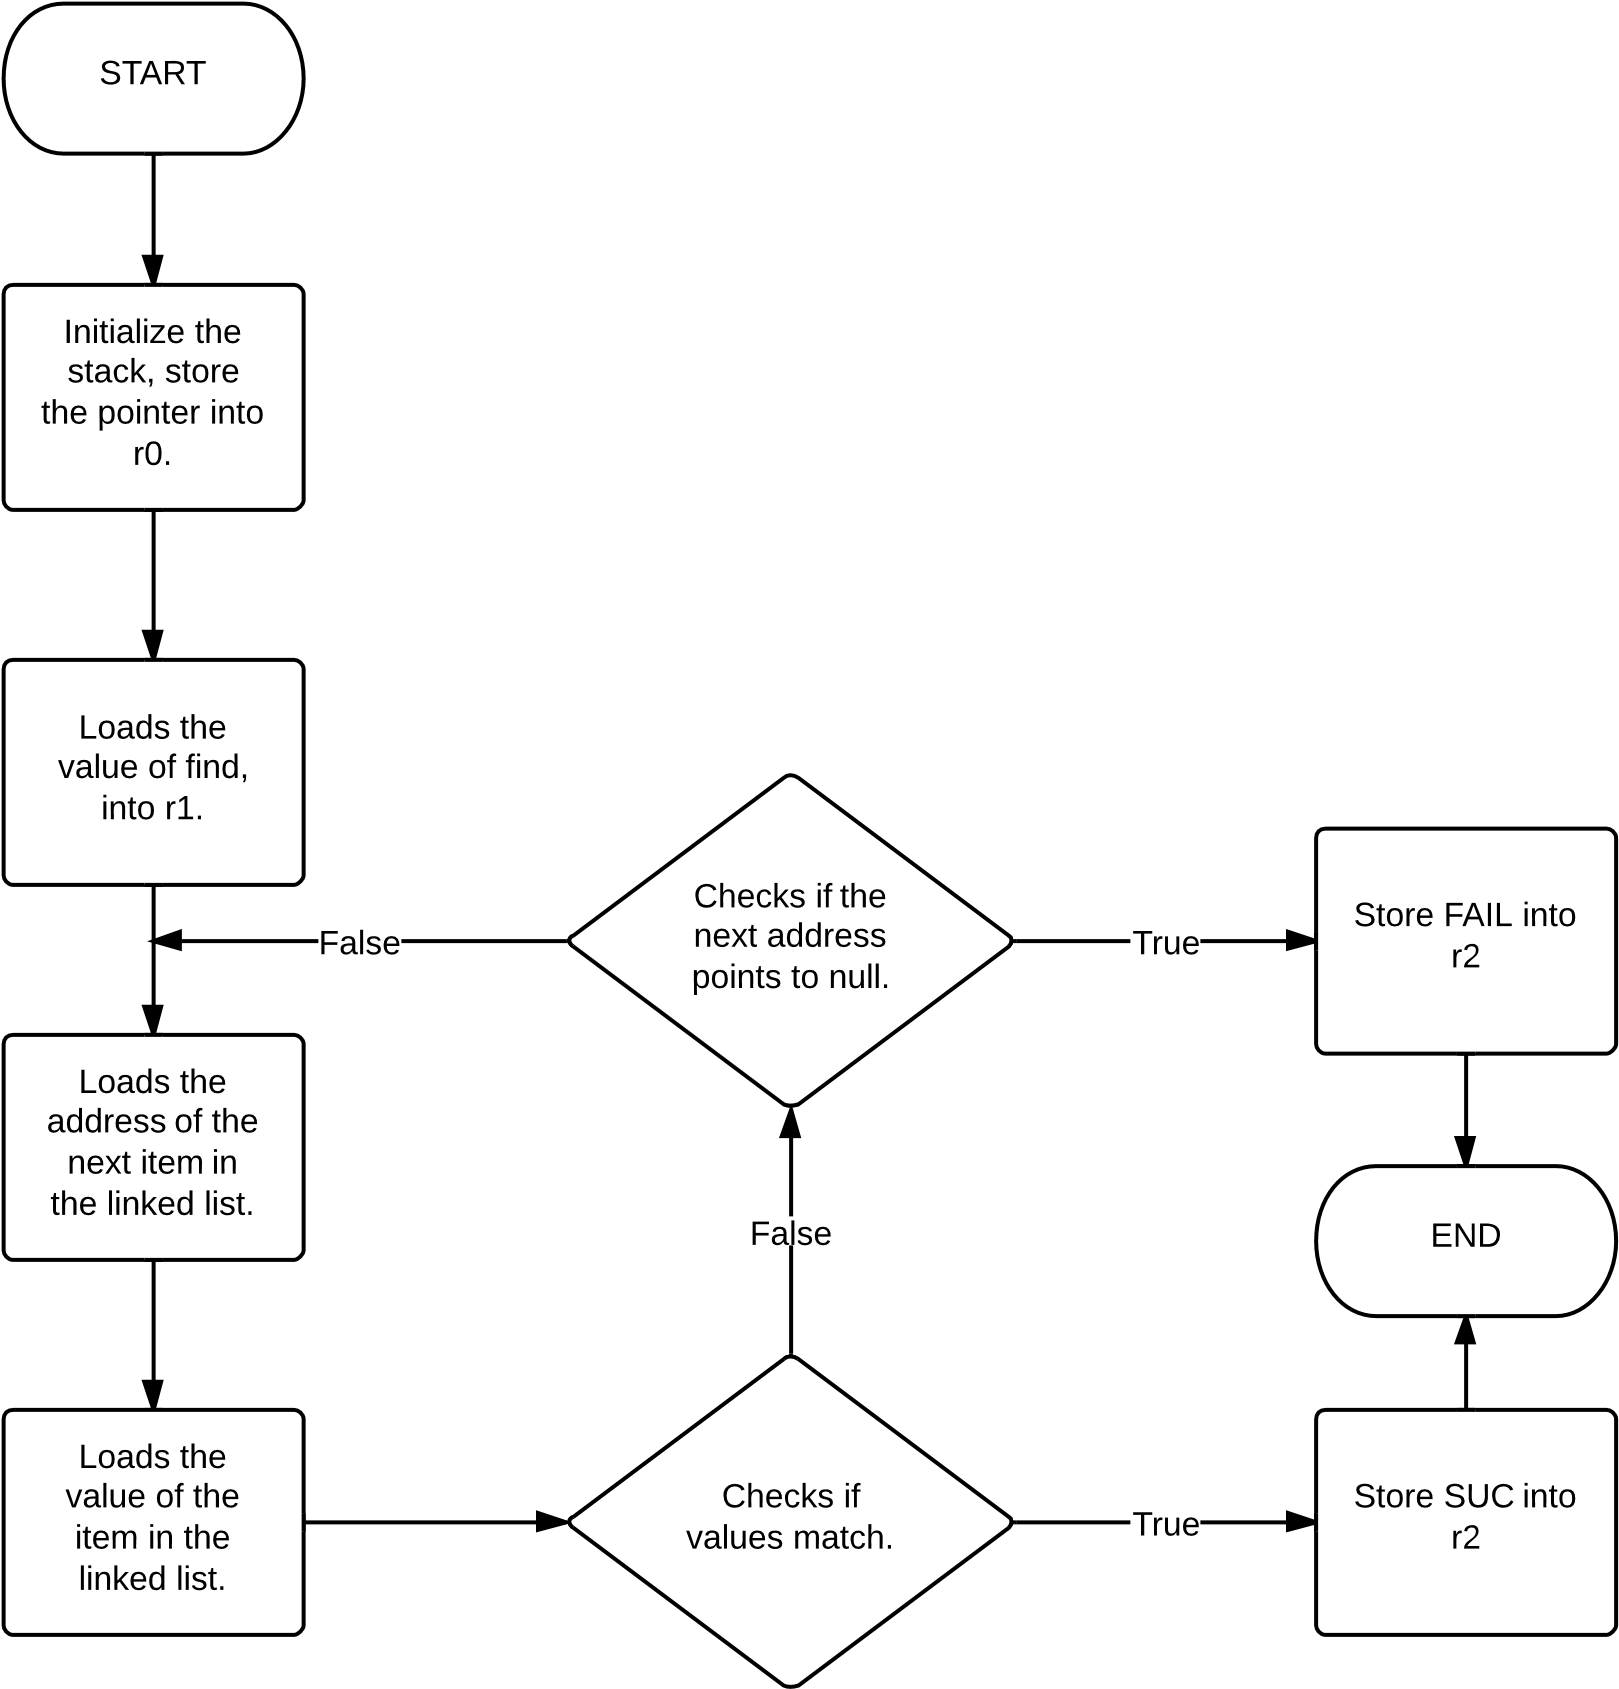 START
Initialize the
stack, store
the pointer into
r0.
Loads the
value of find,
into r1.
Loads the
address of the
next item in
the linked list.
Loads the
value of the
item in the
linked list.
Checks if
values match.
False
True
Checks if the
next address
points to null.
False
True
Store FAIL into
r2
END
Store SUC into
r2